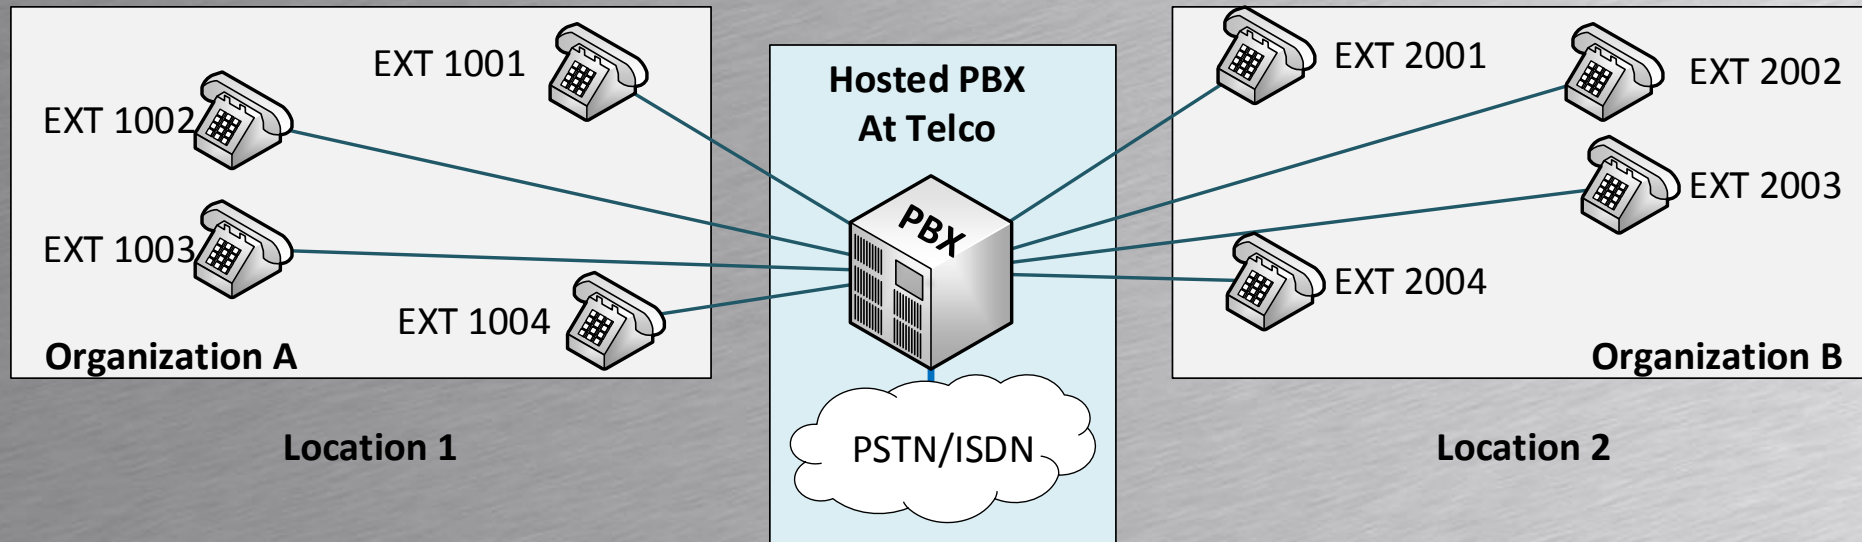 EXT 1001
EXT 1002
EXT 1003
EXT 1004
Organization A
Location 1
Hosted PBX
At Telco
PBX
PSTN/ISDN
EXT 2001
EXT 2002
EXT 2003
EXT 2004
Organization B
Location 2